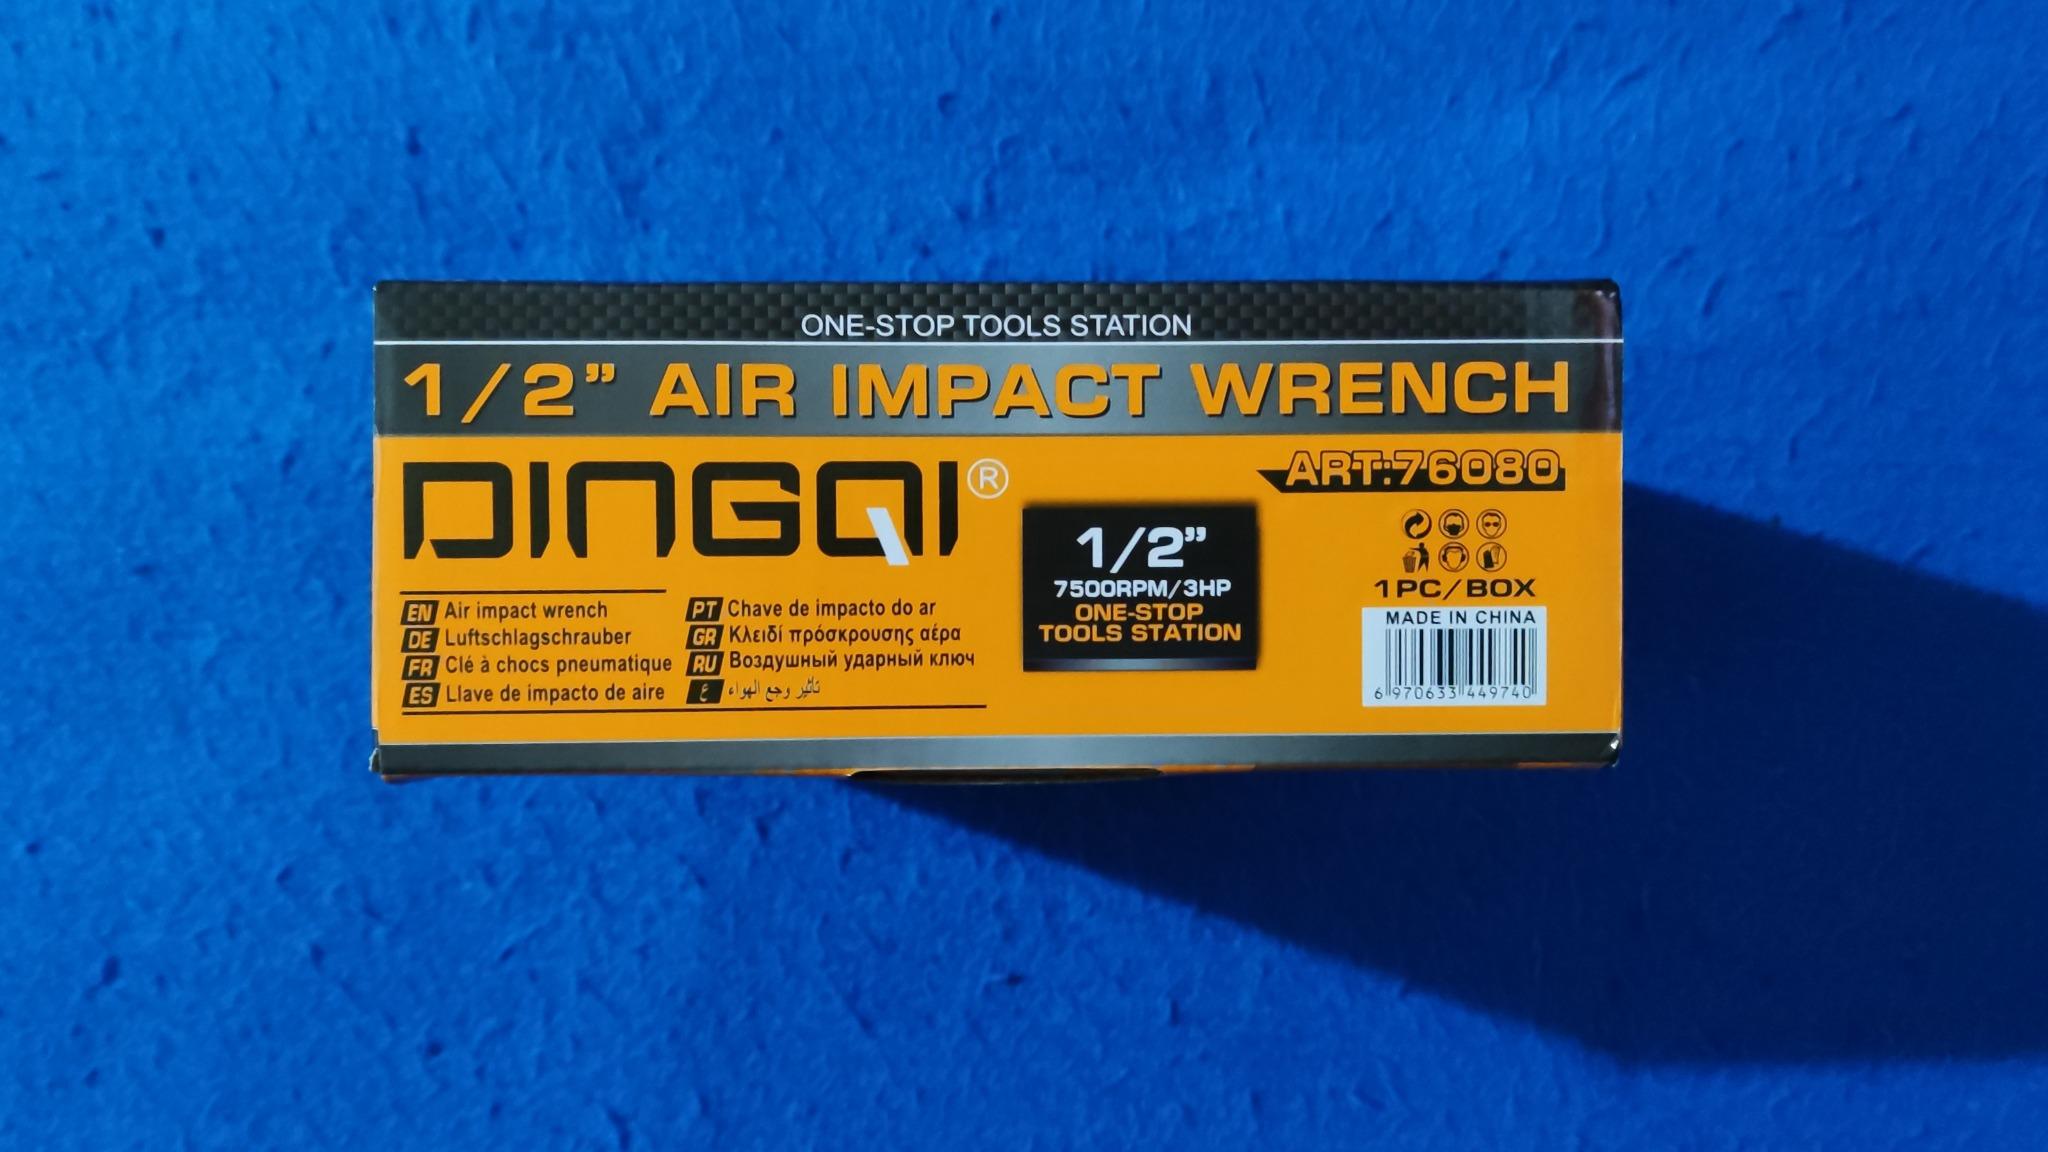 ONE-STOP TOOLS STATION
1/2” AIR IMPACT WRENCH
DINGQI®
ART:76080
1/2”
7500RPM/3HP
ONE-STOP
TOOLS STATION
1PC/BOX
MADE IN CHINA
6 970633 449740
EN Air impact wrench
DE Luftschlagschrauber
FR Clé à chocs pneumatique
ES Llave de impacto de aire
PT Chave de impacto do ar
GR Κλειδί πρόσκρουσης αέρα
RU Воздушный ударный ключ
ع تأثير وجع الهواء